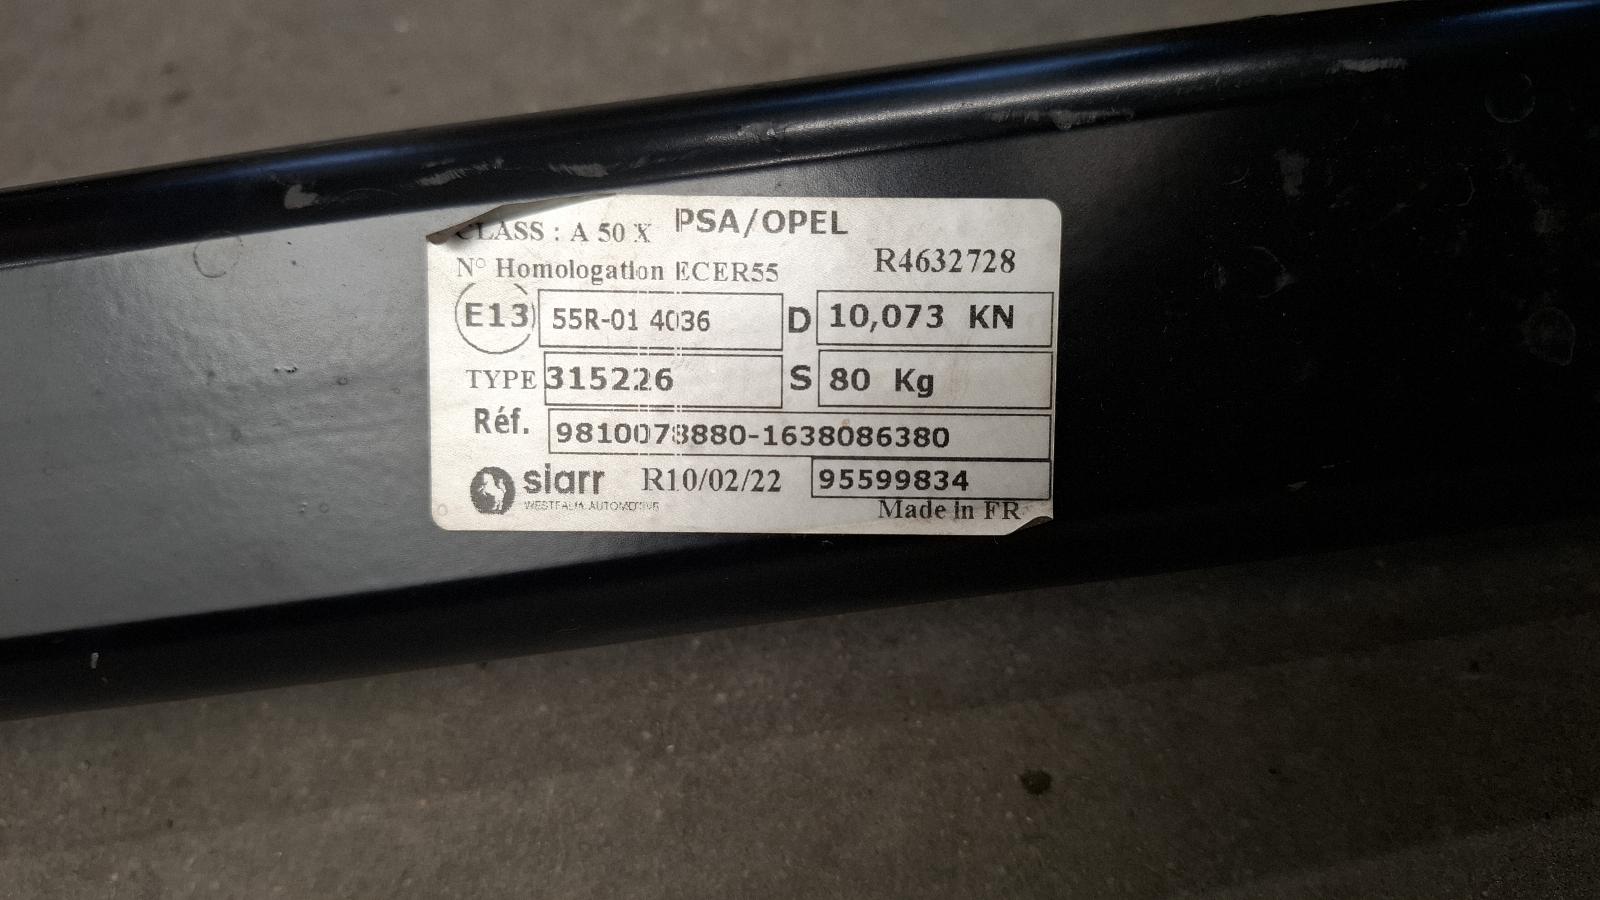 CLASS : A 50 X PSA/OPEL
N° Homologation ECER55 R4632728
E13 55R-01 4036 D 10,073 KN
TYPE 315226 S 80 Kg
Réf. 9810078880-1638086380
siarr R10/02/22 95599834
WESTFALIA AUTOMOTIVE Made in FR